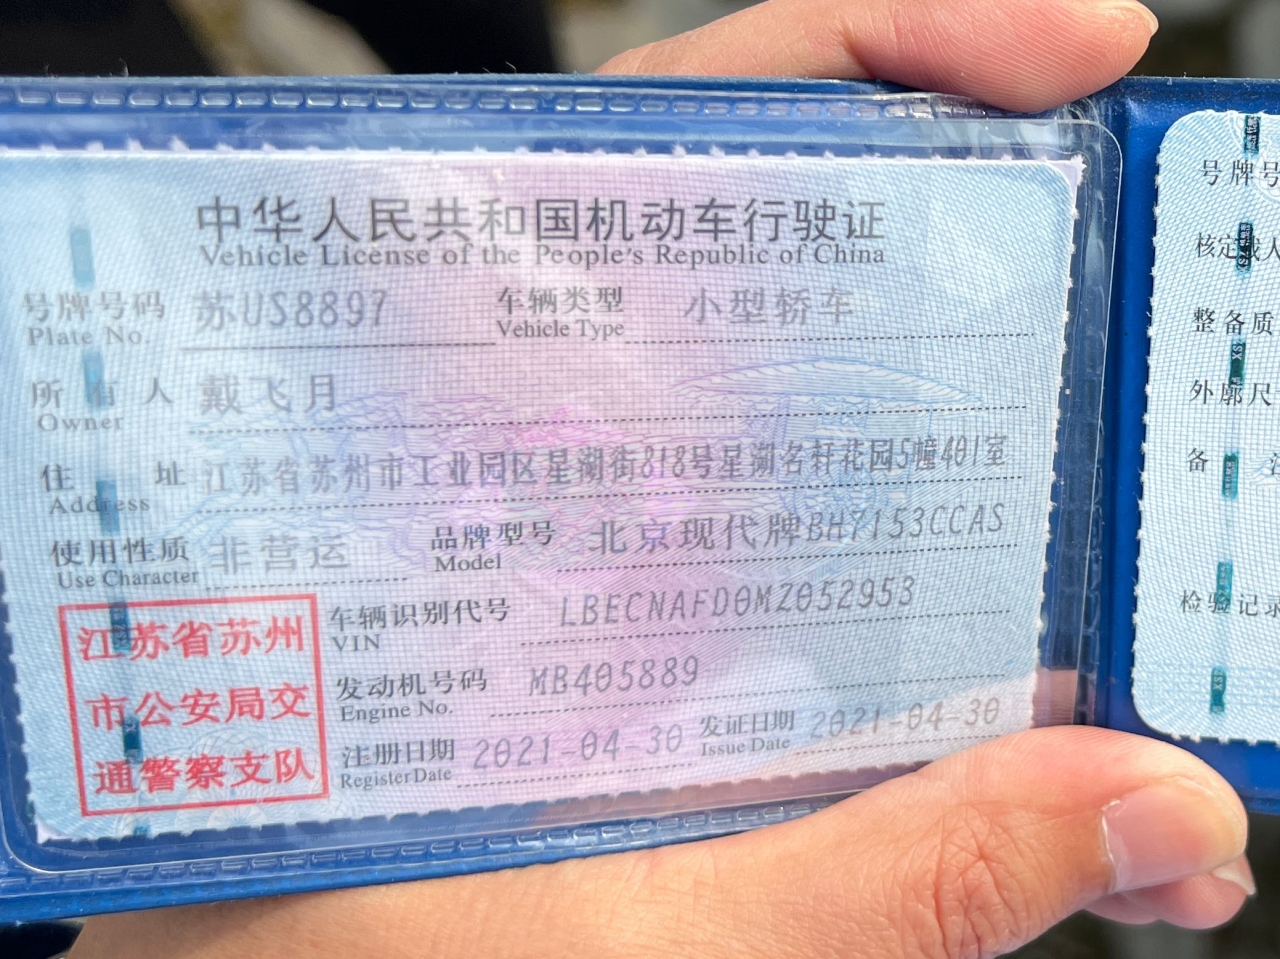 中华人民共和国机动车行驶证
Vehicle License of the People's Republic of China
号牌号码 苏US8897 车辆类型 小型轿车
Plate No. Vehicle Type
所有人 戴飞月
Owner
住址 江苏省苏州市工业园区星湖街818号星湖名轩花园5幢401室
Address
使用性质 非营运 品牌型号 北京现代牌BH7153CCAS
Use Character Model
车辆识别代号 LBECNAFD0MZ052953
VIN
发动机号码 MB405889
Engine No.
注册日期 2021-04-30 发证日期 2021-04-30
Register Date Issue Date
江苏省苏州
市公安局交
通警察支队
号牌号
核定载人
整备质
外廓尺
备
检验记录